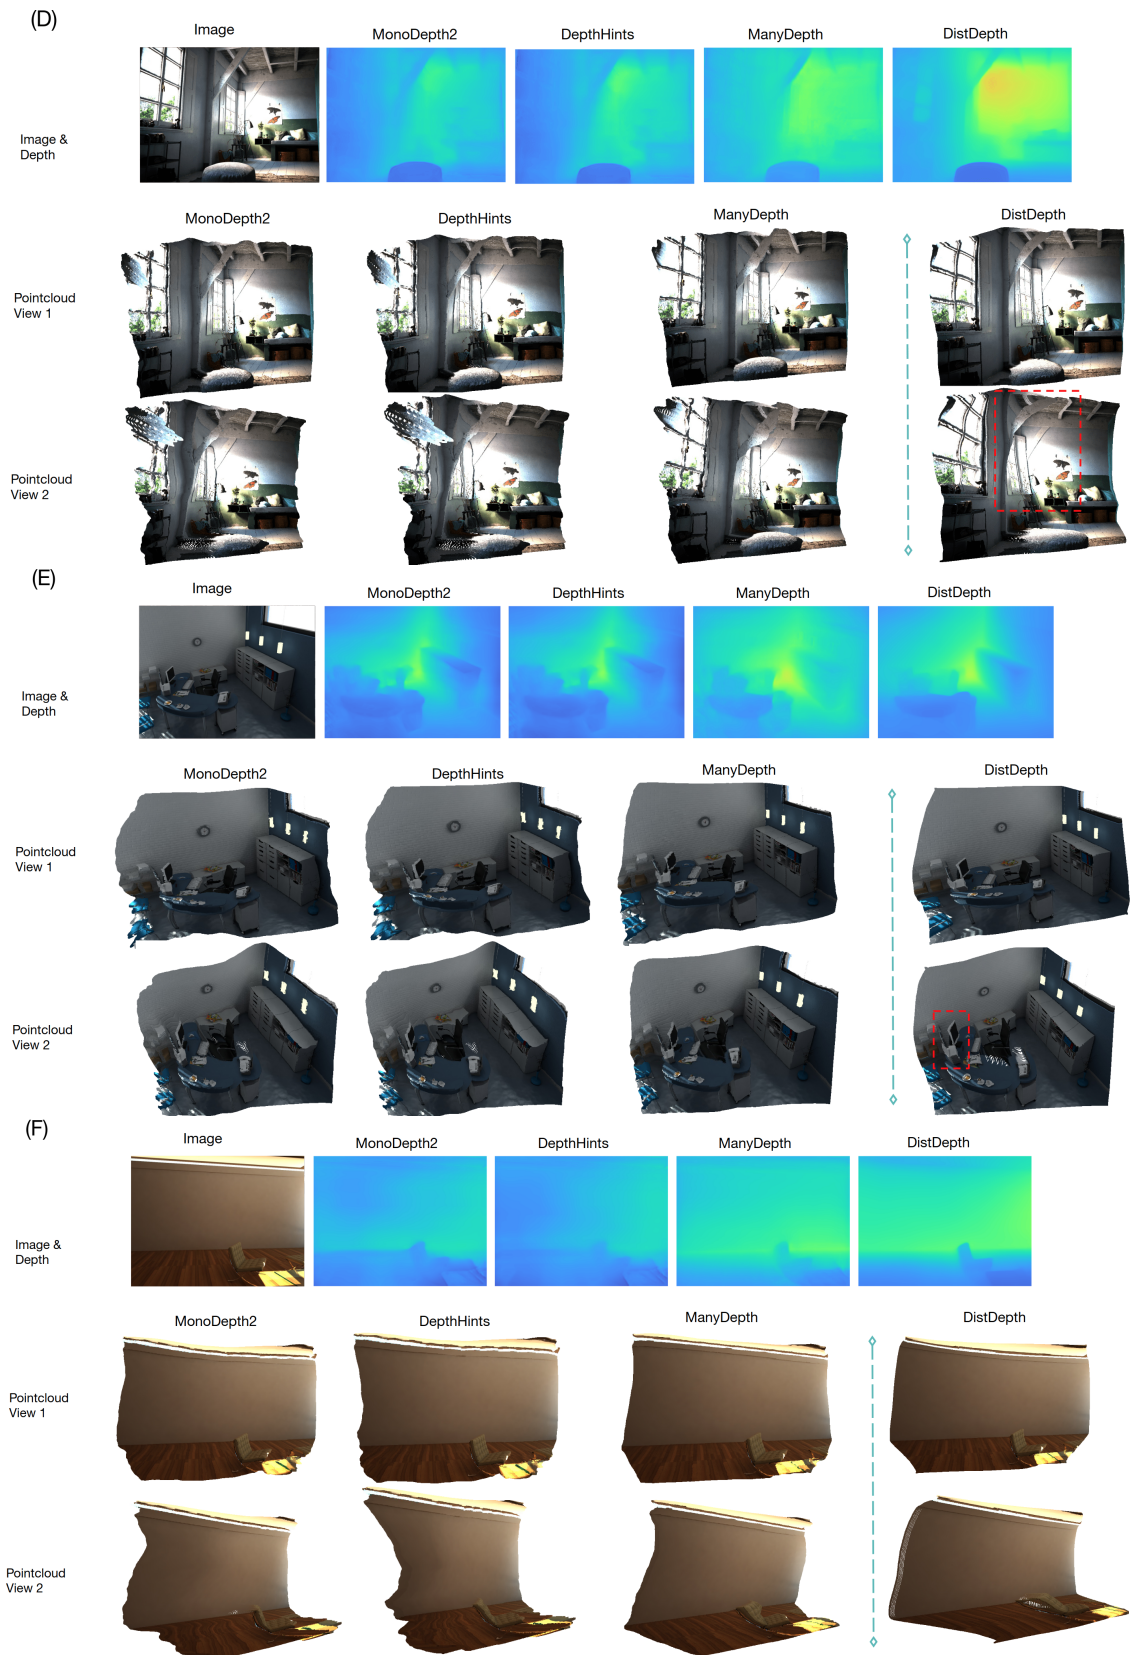 (D)
Image
MonoDepth2
DepthHints
ManyDepth
DistDepth
Image &
Depth
MonoDepth2
DepthHints
ManyDepth
DistDepth
Pointcloud
View 1
Pointcloud
View 2
(E)
Image
MonoDepth2
DepthHints
ManyDepth
DistDepth
Image &
Depth
MonoDepth2
DepthHints
ManyDepth
DistDepth
Pointcloud
View 1
Pointcloud
View 2
(F)
Image
MonoDepth2
DepthHints
ManyDepth
DistDepth
Image &
Depth
MonoDepth2
DepthHints
ManyDepth
DistDepth
Pointcloud
View 1
Pointcloud
View 2